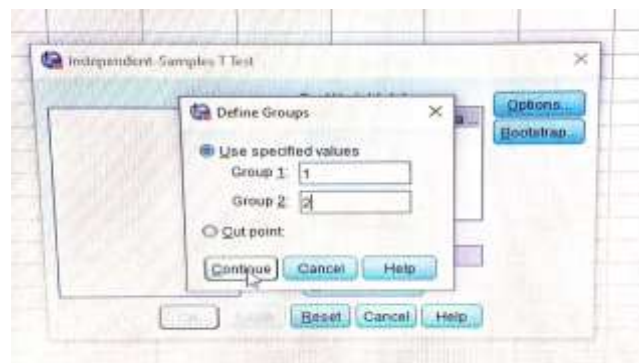 Independent-Samples T Test
Options...
Bootstrap...
Define Groups
Use specified values
Group 1: 1
Group 2: 2
Cut point:
Continue Cancel Help
Reset Cancel Help